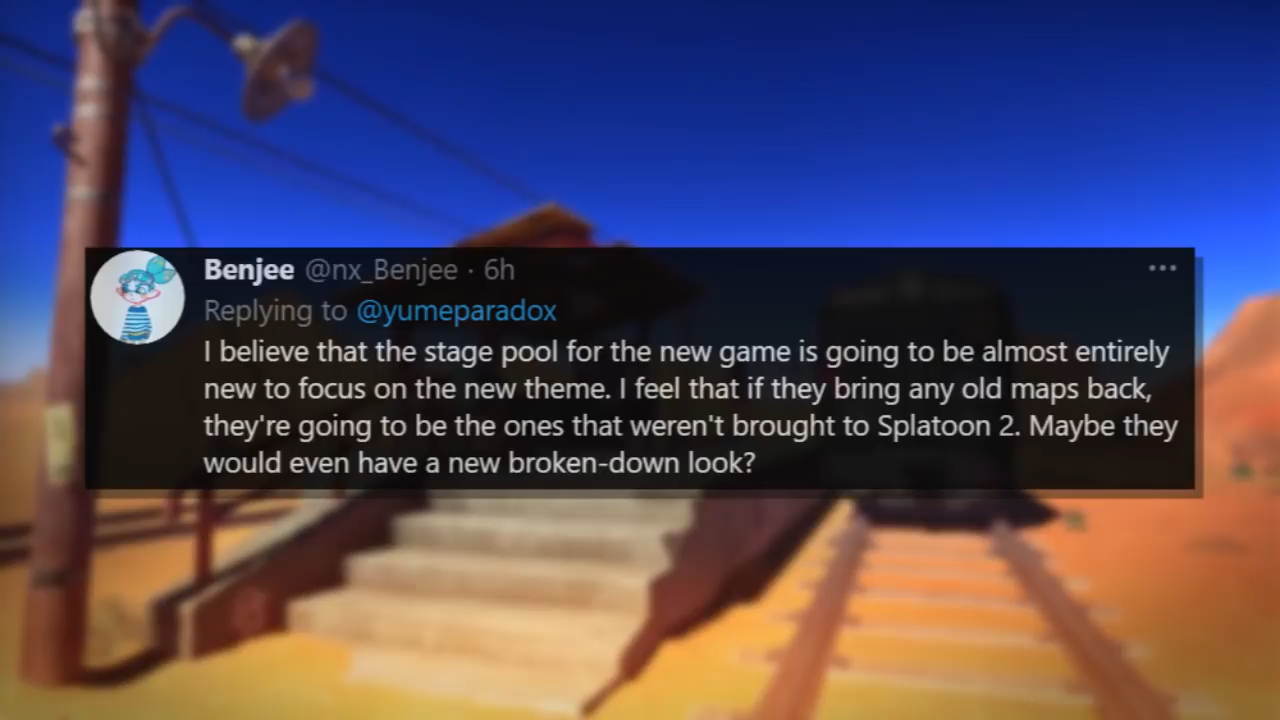 Benjee @nx_Benjee · 6h
Replying to @yumeparadox
I believe that the stage pool for the new game is going to be almost entirely
new to focus on the new theme. I feel that if they bring any old maps back,
they're going to be the ones that weren't brought to Splatoon 2. Maybe they
would even have a new broken-down look?